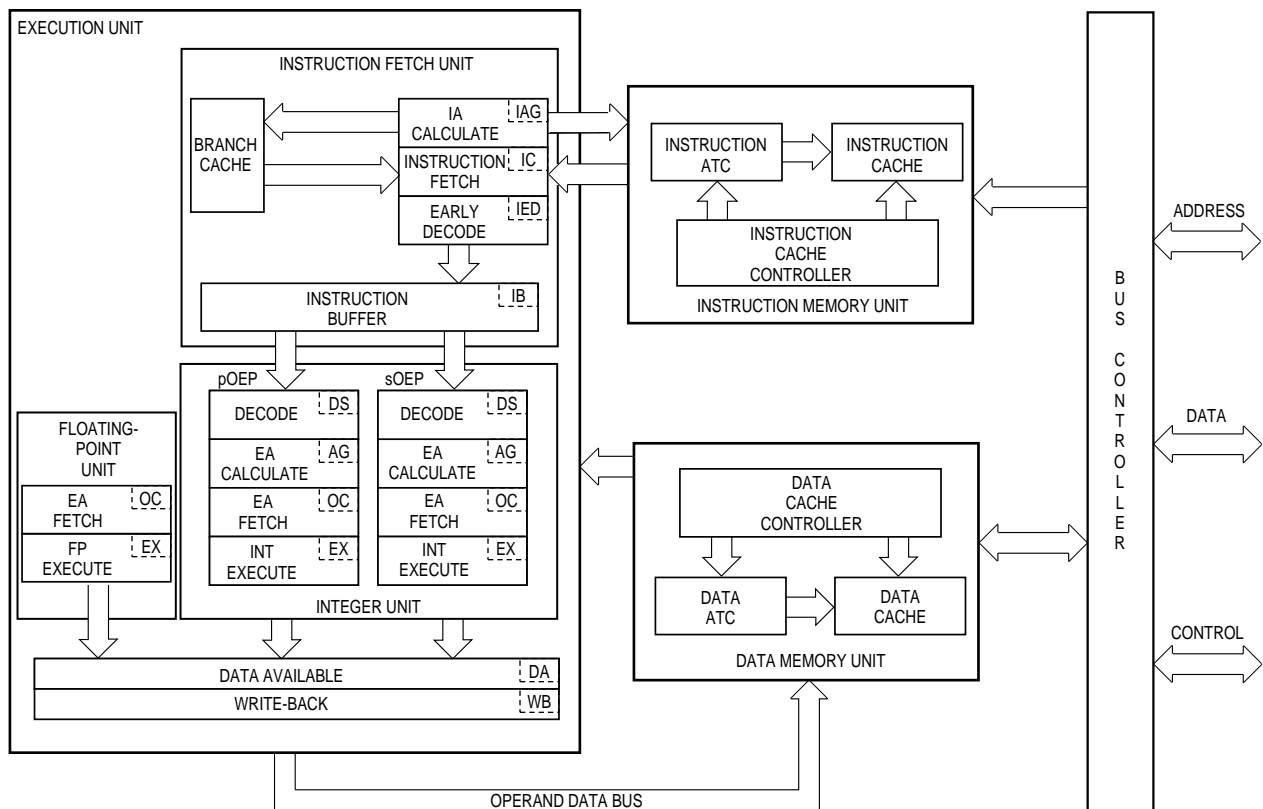 EXECUTION UNIT
INSTRUCTION FETCH UNIT
BRANCH
CACHE
IA
CALCULATE
IAG
INSTRUCTION
FETCH
IC
EARLY
DECODE
IED
INSTRUCTION
BUFFER
IB
pOEP
sOEP
DECODE
DS
EA
CALCULATE
AG
EA
FETCH
OC
INT
EXECUTE
EX
DECODE
DS
EA
CALCULATE
AG
EA
FETCH
OC
INT
EXECUTE
EX
INTEGER UNIT
FLOATING-
POINT
UNIT
EA
FETCH
OC
FP
EXECUTE
EX
DATA AVAILABLE
DA
WRITE-BACK
WB
INSTRUCTION
ATC
INSTRUCTION
CACHE
INSTRUCTION
CACHE
CONTROLLER
INSTRUCTION MEMORY UNIT
DATA
CACHE
CONTROLLER
DATA
ATC
DATA
CACHE
DATA MEMORY UNIT
OPERAND DATA BUS
BUS CONTROLLER
ADDRESS
DATA
CONTROL